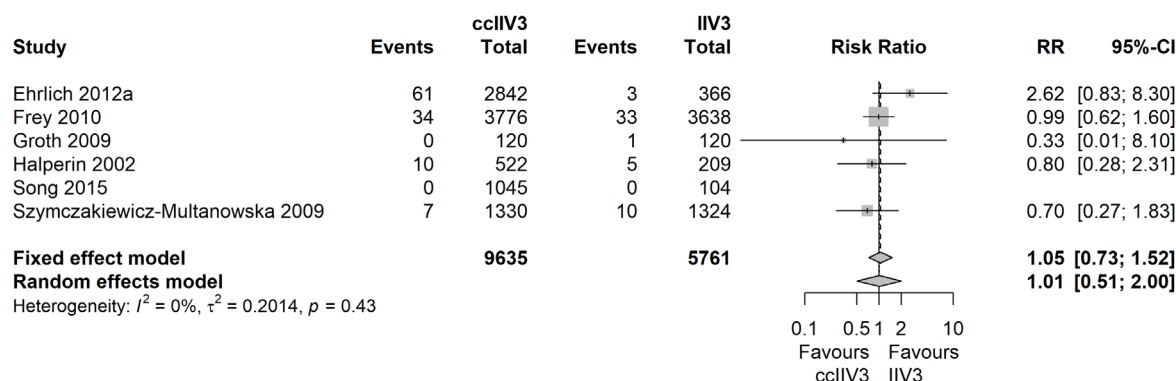 ccIIV3 IIV3
Study Events Total Events Total Risk Ratio RR 95%-CI
Ehrlich 2012a 61 2842 3 366 2.62 [0.83; 8.30]
Frey 2010 34 3776 33 3638 0.99 [0.62; 1.60]
Groth 2009 0 120 1 120 0.33 [0.01; 8.10]
Halperin 2002 10 522 5 209 0.80 [0.28; 2.31]
Song 2015 0 1045 0 104
Szymczakiewicz-Multanowska 2009 7 1330 10 1324 0.70 [0.27; 1.83]
Fixed effect model 9635 5761 1.05 [0.73; 1.52]
Random effects model 1.01 [0.51; 2.00]
Heterogeneity: I² = 0%, τ² = 0.2014, p = 0.43
0.1 0.5 1 2 10
Favours Favours
ccIIV3 IIV3